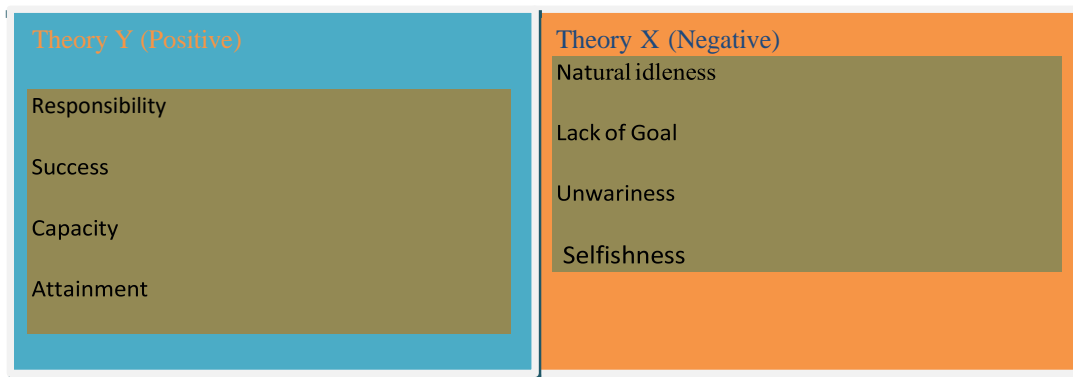 Theory Y (Positive)
Responsibility
Success
Capacity
Attainment
Theory X (Negative)
Natural idleness
Lack of Goal
Unwariness
Selfishness